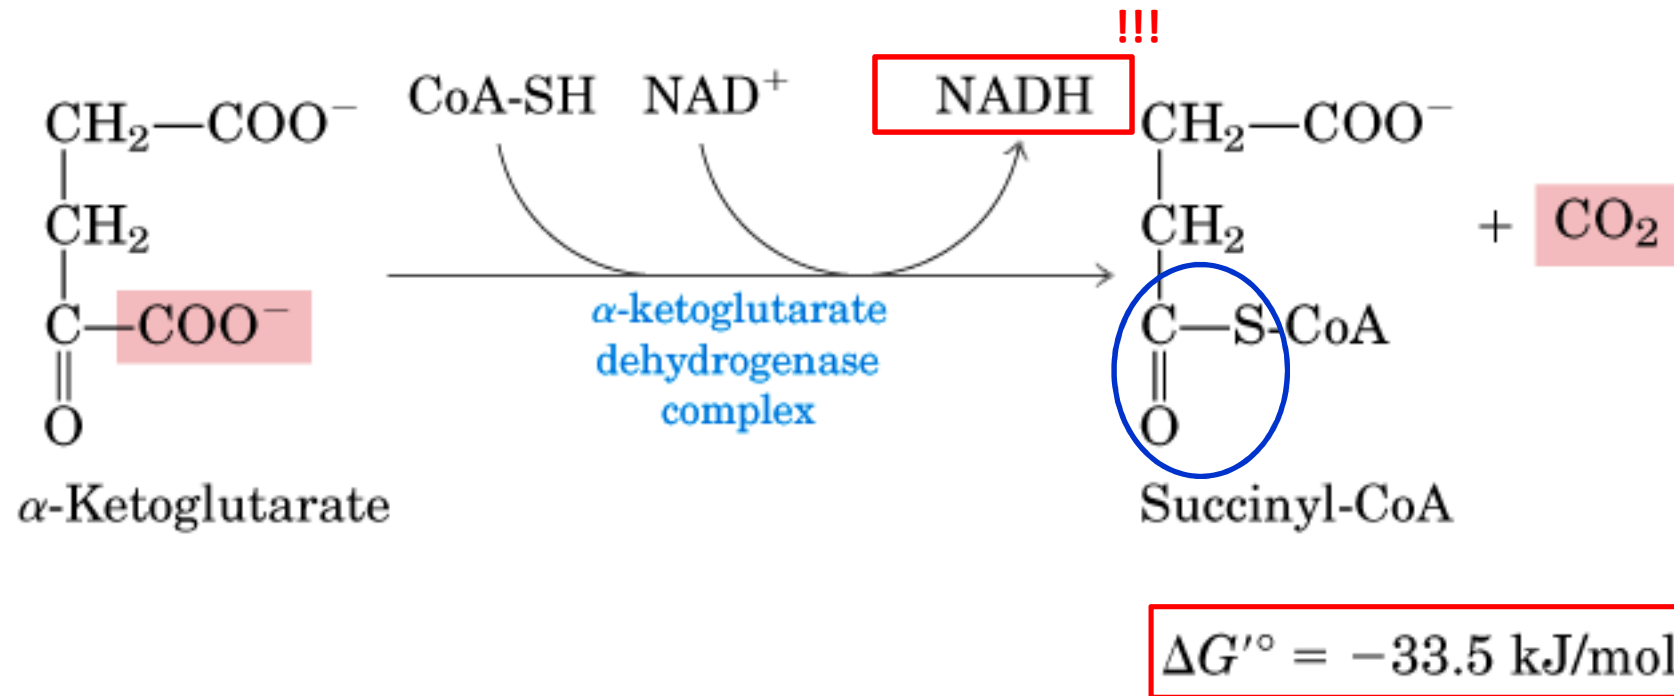 !!!
CoA-SH NAD⁺ NADH
CH₂—COO⁻
CH₂
C—COO⁻
O
α-Ketoglutarate
α-ketoglutarate
dehydrogenase
complex
CH₂—COO⁻
CH₂
C—S-CoA
O
Succinyl-CoA
+ CO₂
ΔG′° = −33.5 kJ/mol